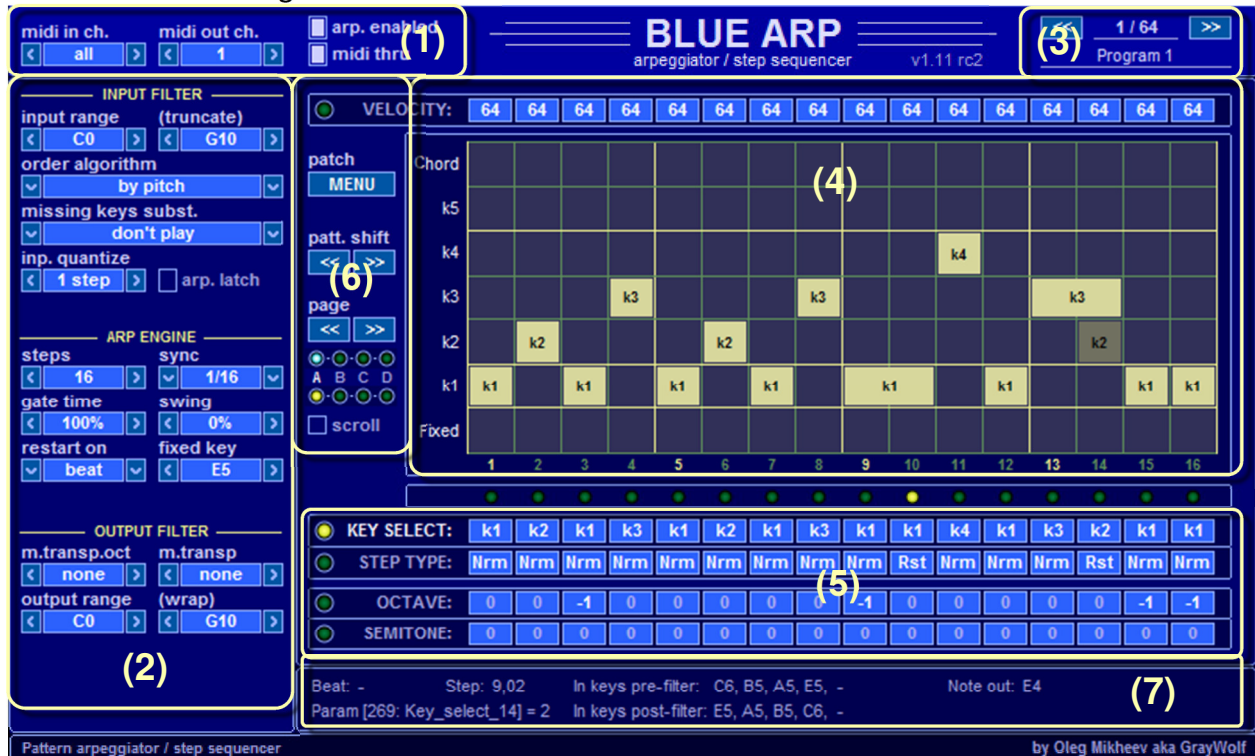 midi in ch. midi out ch. arp. enabled
< all > < 1 > midi thru
(1)
BLUE ARP
arpeggiator / step sequencer v1.11 rc2
<< 1 / 64 >>
(3)
Program 1
INPUT FILTER
input range (truncate)
< C0 > < G10 >
order algorithm
by pitch
missing keys subst.
don't play
inp. quantize
< 1 step > arp. latch
ARP ENGINE
steps sync
< 16 > 1/16
gate time swing
< 100% > < 0% >
restart on fixed key
beat < E5 >
OUTPUT FILTER
m.transp.oct m.transp
< none > < none >
output range (wrap)
< C0 > < G10 >
(2)
patch
MENU
patt. shift
<< >>
(6)
page
<< >>
A B C D
scroll
VELOCITY: 64 64 64 64 64 64 64 64 64 64 64 64 64 64 64 64
Chord
(4)
k5
k4 k4
k3 k3 k3 k3
k2 k2 k2 k2
k1 k1 k1 k1 k1 k1 k1 k1 k1
Fixed
1 2 3 4 5 6 7 8 9 10 11 12 13 14 15 16
KEY SELECT: k1 k2 k1 k3 k1 k2 k1 k3 k1 k1 k4 k1 k3 k2 k1 k1
STEP TYPE: Nrm Nrm Nrm Nrm Nrm Nrm Nrm Nrm Nrm Rst Nrm Nrm Nrm Rst Nrm Nrm
(5)
OCTAVE: 0 0 -1 0 0 0 0 0 -1 0 0 0 0 0 -1 -1
SEMITONE: 0 0 0 0 0 0 0 0 0 0 0 0 0 0 0 0
Beat: - Step: 9,02 In keys pre-filter: C6, B5, A5, E5, - Note out: E4
Param [269: Key_select_14] = 2 In keys post-filter: E5, A5, B5, C6, -
(7)
Pattern arpeggiator / step sequencer by Oleg Mikheev aka GrayWolf